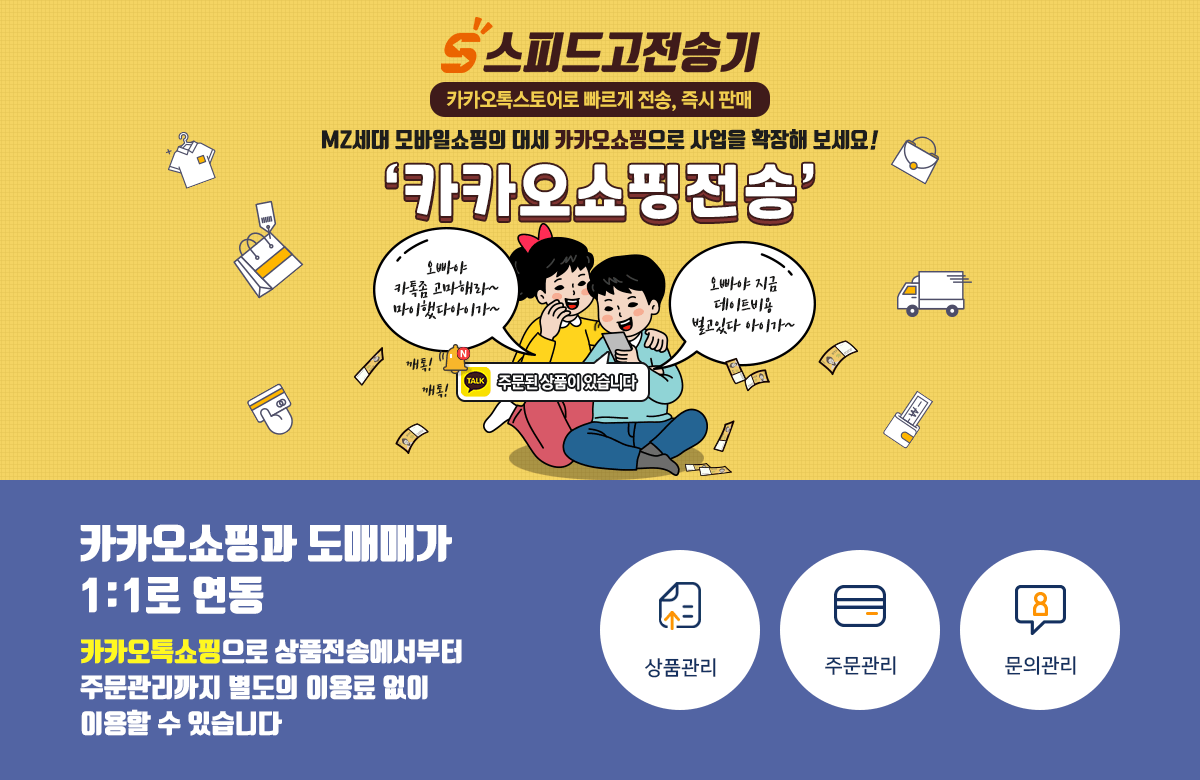 스피드고전송기
카카오톡스토어로 빠르게 전송, 즉시 판매
MZ세대 모바일쇼핑의 대세 카카오쇼핑으로 사업을 확장해 보세요!
‘카카오쇼핑전송’
오빠야
카톡좀 고마해라~
마이했다아이가~
오빠야 지금
데이트비용
벌고있다 아이가~
깨톡!
N
깨톡!
TALK 주문된 상품이 있습니다
카카오쇼핑과 도매매가
1:1로 연동
카카오톡쇼핑으로 상품전송에서부터
주문관리까지 별도의 이용료 없이
이용할 수 있습니다
상품관리
주문관리
문의관리